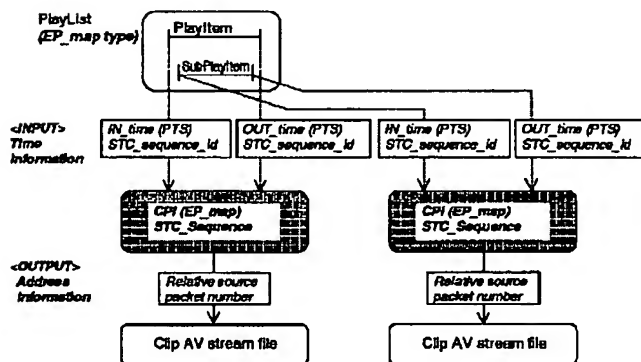 PlayList
(EP_map type)
PlayItem
SubPlayItem
<INPUT>
Time
Information
IN_time (PTS)
STC_sequence_id
OUT_time (PTS)
STC_sequence_id
IN_time (PTS)
STC_sequence_id
OUT_time (PTS)
STC_sequence_id
CPI (EP_map)
STC_Sequence
CPI (EP_map)
STC_Sequence
<OUTPUT>
Address
Information
Relative source
packet number
Relative source
packet number
Clip AV stream file
Clip AV stream file